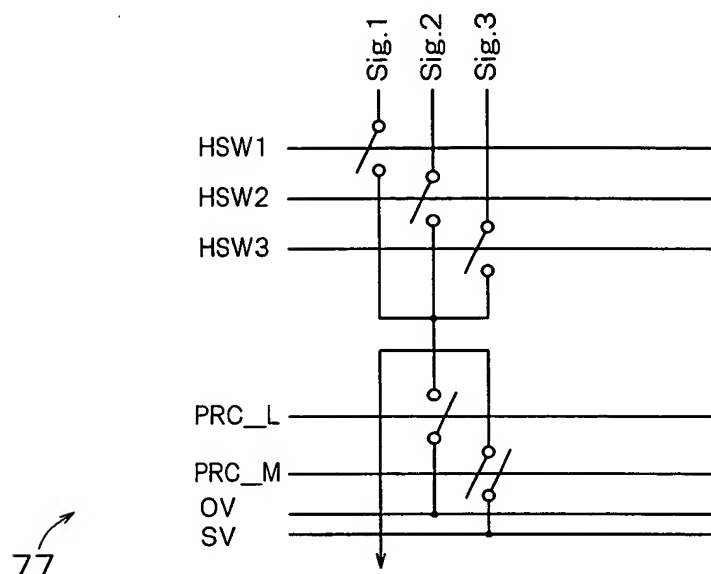 Sig.1
Sig.2
Sig.3
HSW1
HSW2
HSW3
PRC_L
PRC_M
OV
SV
77